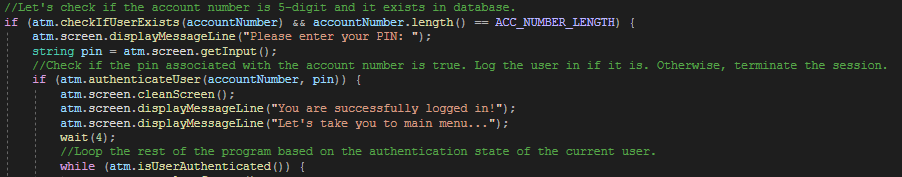 //Let's check if the account number is 5-digit and it exists in database.
if (atm.checkIfUserExists(accountNumber) && accountNumber.length() == ACC_NUMBER_LENGTH) {
atm.screen.displayMessageLine("Please enter your PIN: ");
string pin = atm.screen.getInput();
//Check if the pin associated with the account number is true. Log the user in if it is. Otherwise, terminate the session.
if (atm.authenticateUser(accountNumber, pin)) {
atm.screen.cleanScreen();
atm.screen.displayMessageLine("You are successfully logged in!");
atm.screen.displayMessageLine("Let's take you to main menu...");
wait(4);
//Loop the rest of the program based on the authentication state of the current user.
while (atm.isUserAuthenticated()) {